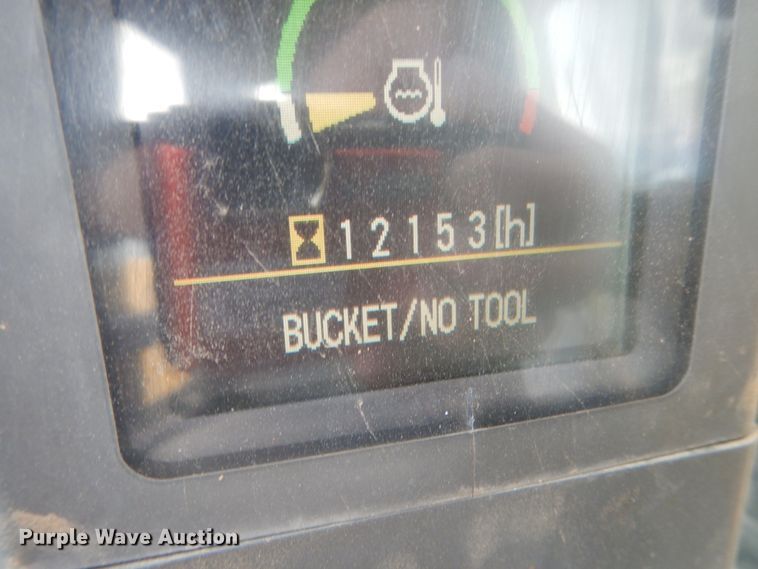 12153[h]
BUCKET/NO TOOL
Purple Wave Auction